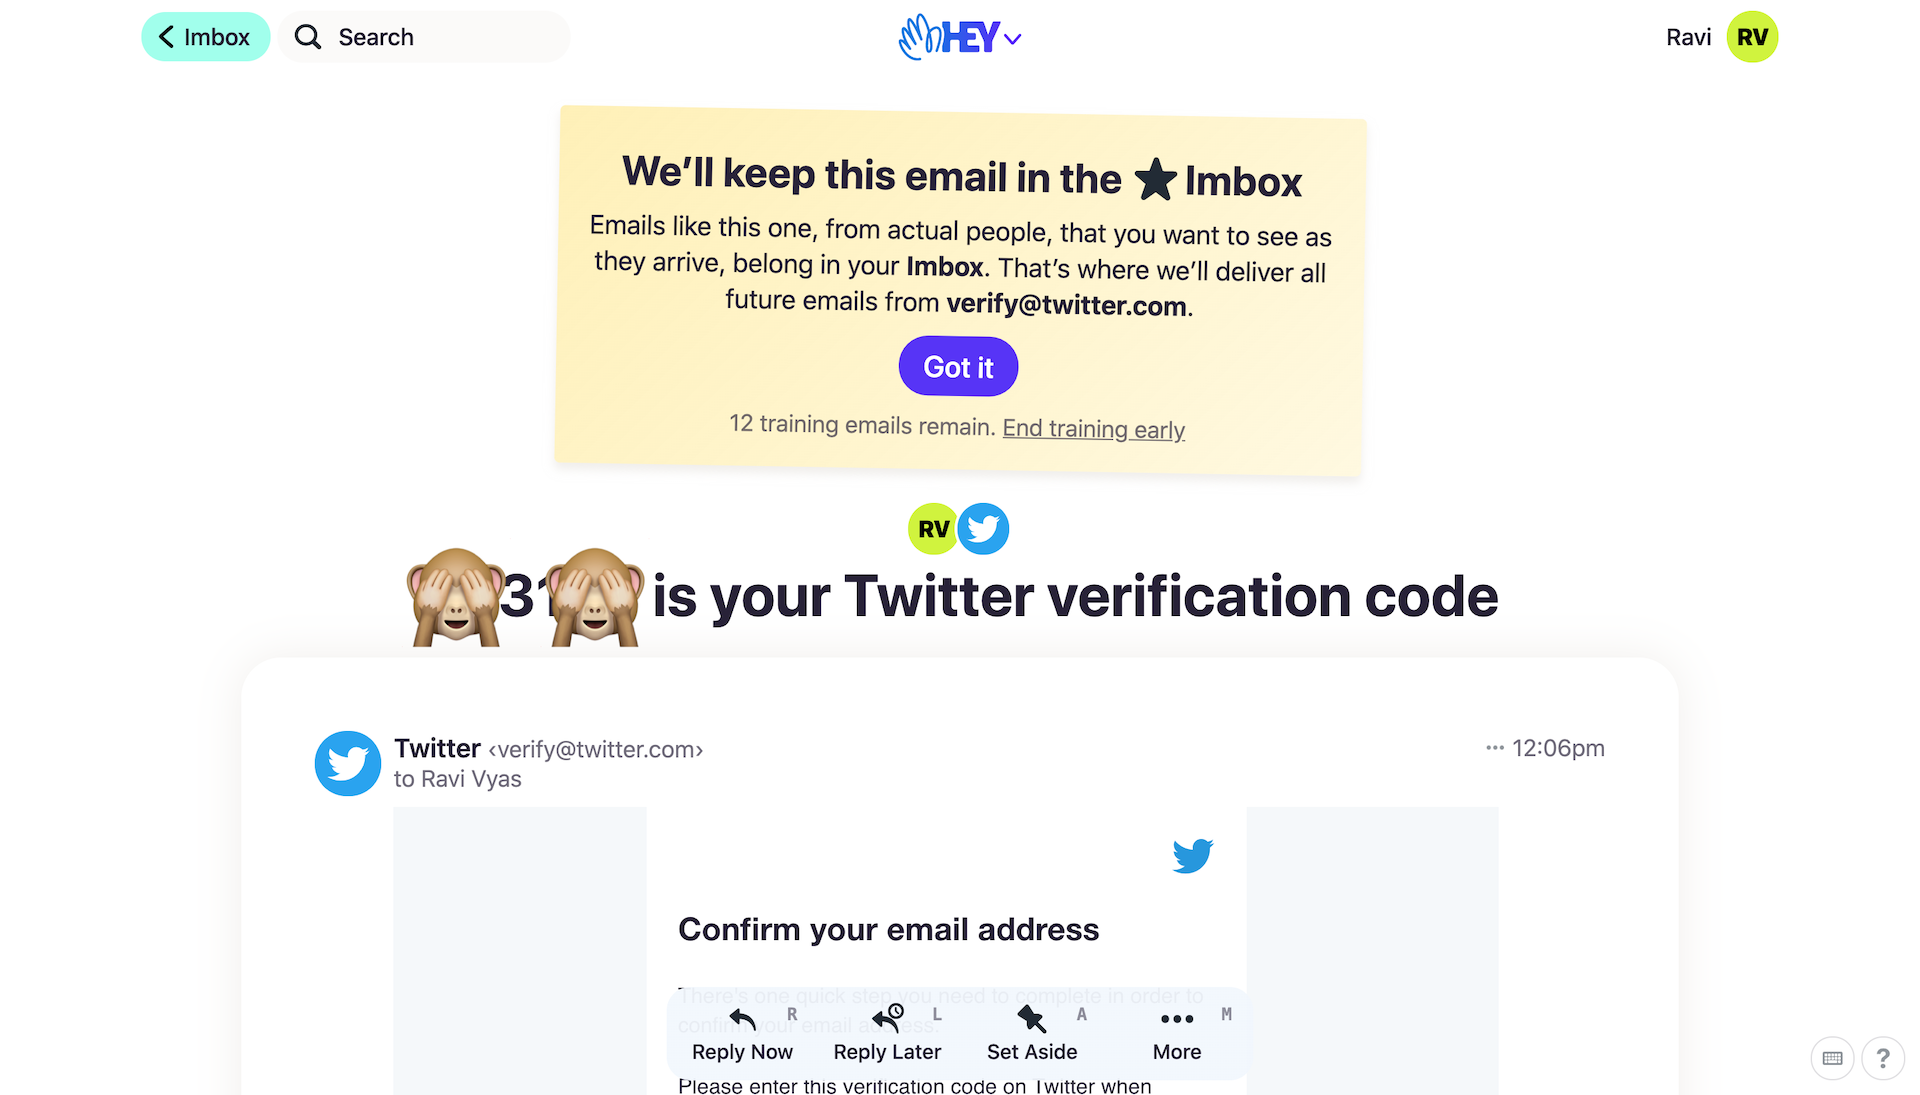 Imbox
Search
HEY
Ravi
RV
We’ll keep this email in the ★ Imbox
Emails like this one, from actual people, that you want to see as
they arrive, belong in your Imbox. That’s where we’ll deliver all
future emails from verify@twitter.com.
Got it
12 training emails remain. End training early
RV
is your Twitter verification code
Twitter ‹verify@twitter.com›
••• 12:06pm
to Ravi Vyas
Confirm your email address
There's one quick step you need to complete in order to
confirm your email address.
R
L
A
M
Reply Now
Reply Later
Set Aside
More
Please enter this verification code on Twitter when
?